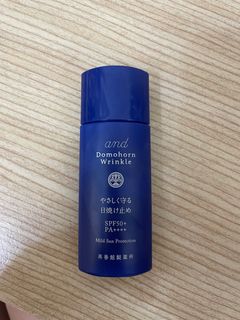 and
Domohorn
Wrinkle
やさしく守る
日焼け止め
SPF50+
PA++++
Mild Sun Protection
再春館製薬所